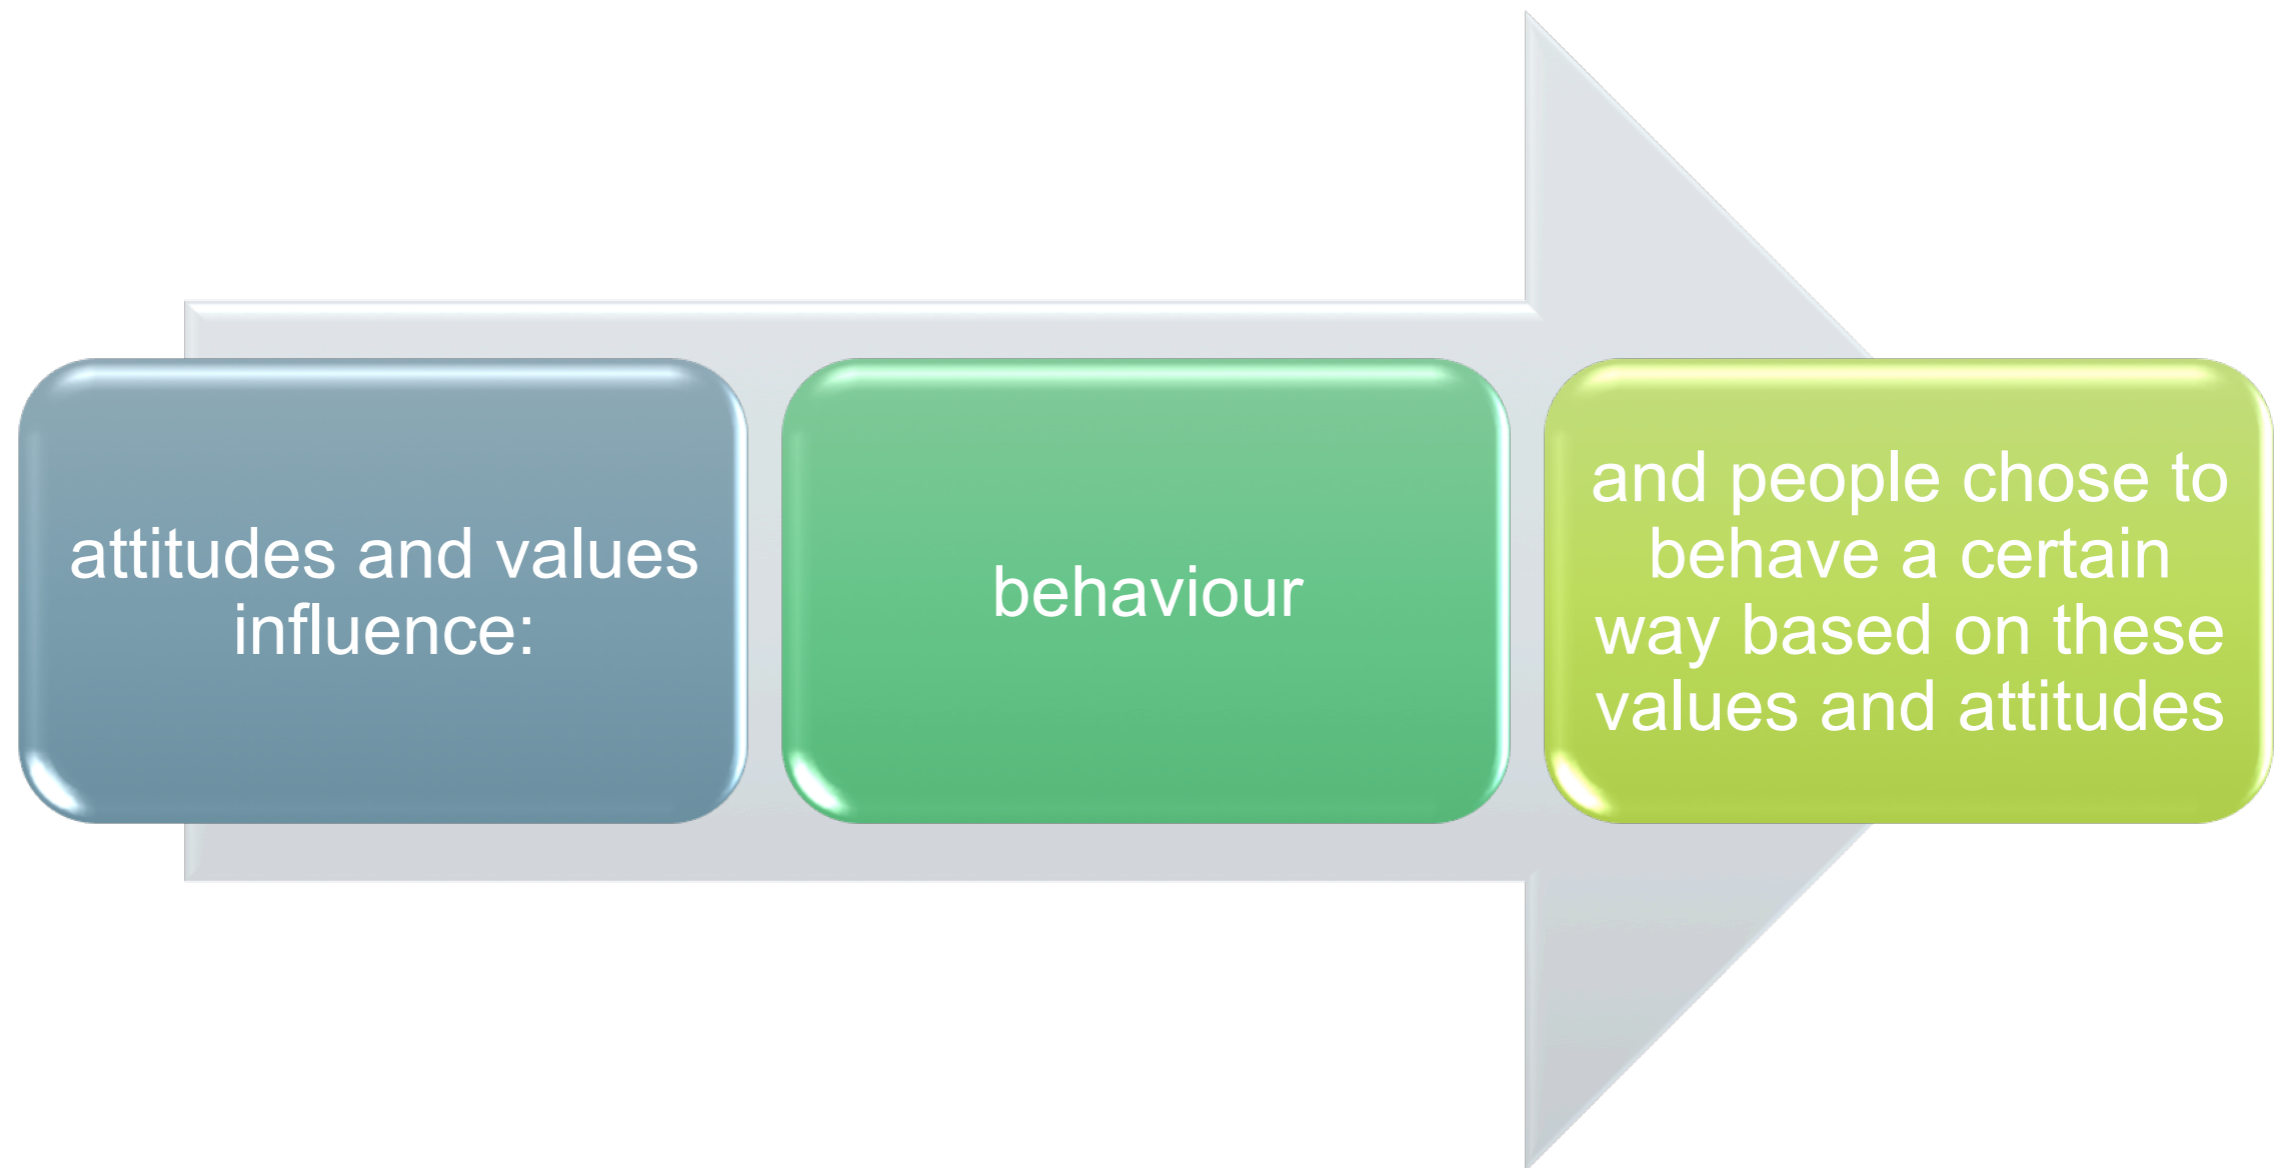 attitudes and values
influence:
behaviour
and people chose to
behave a certain
way based on these
values and attitudes